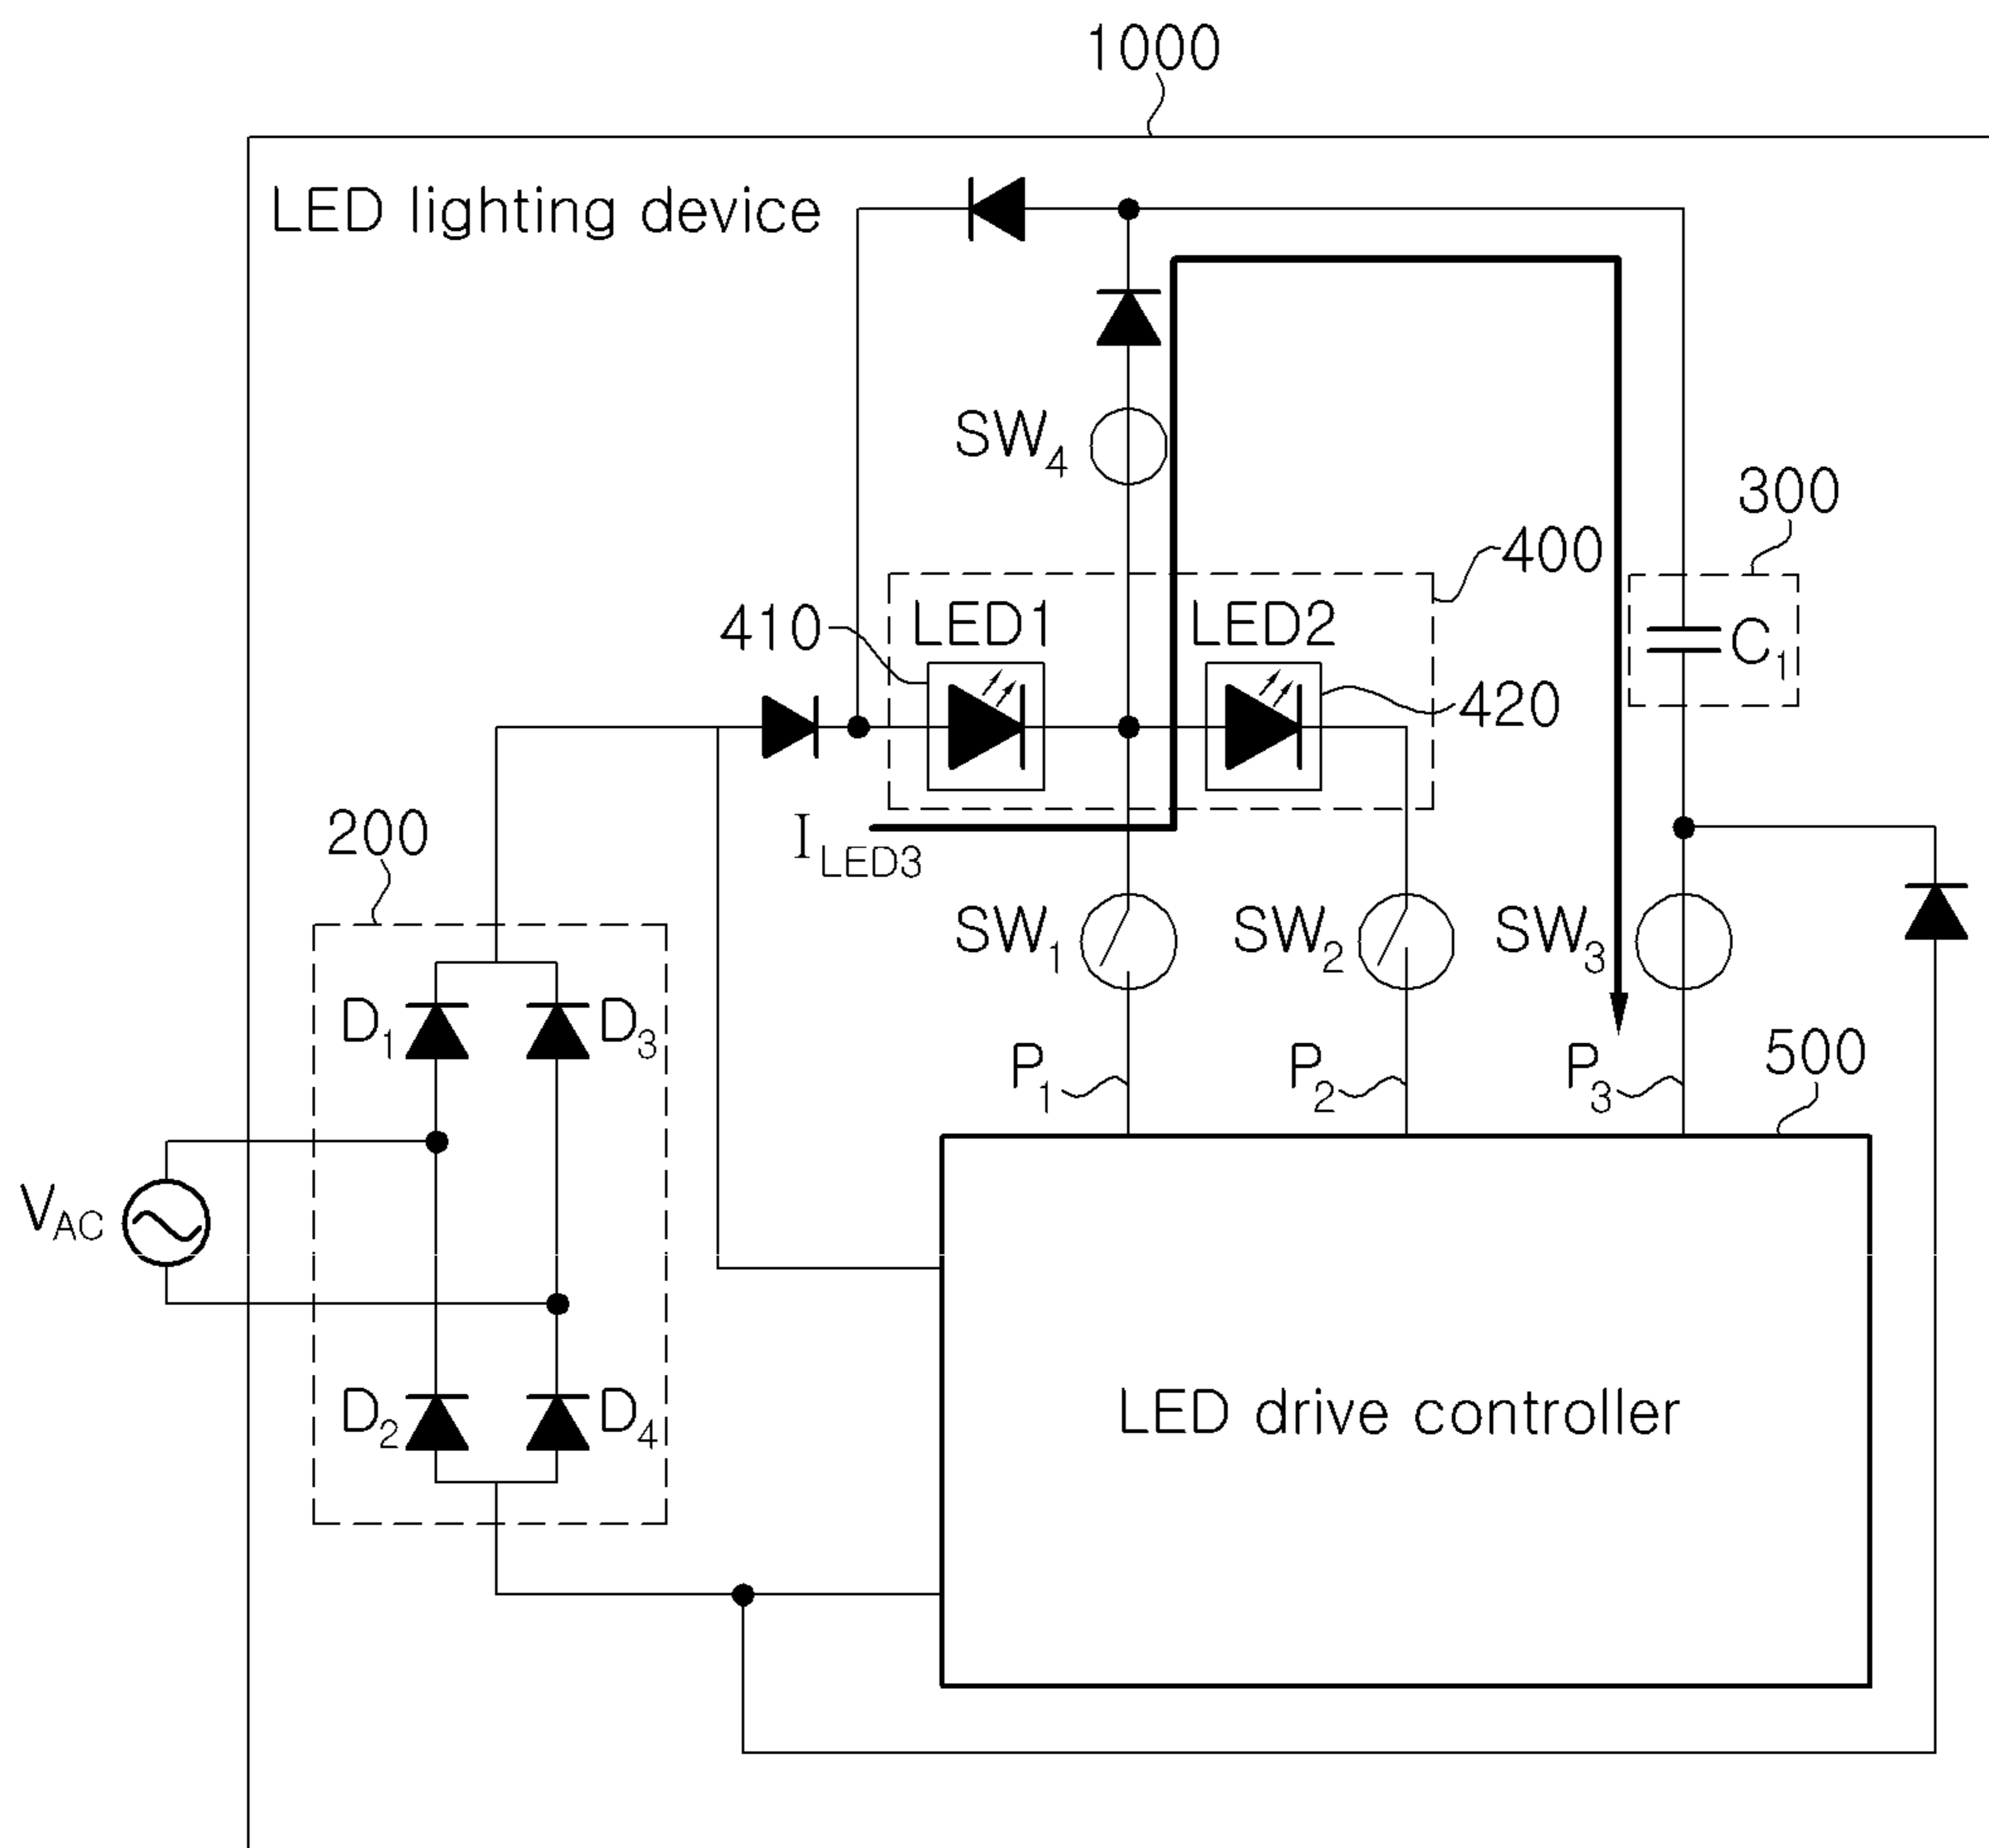 1000
LED lighting device
SW4
300
400
410
LED1
LED2
C1
420
200
ILED3
SW1
SW2
SW3
D1
D3
P1
P2
P3
500
VAC
D2
D4
LED drive controller